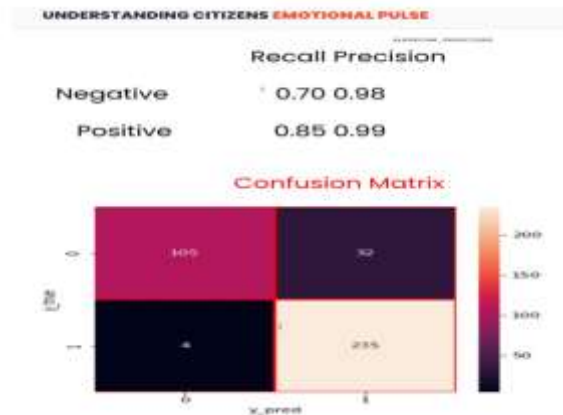 UNDERSTANDING CITIZENS EMOTIONAL PULSE
Recall Precision
Negative 0.70 0.98
Positive 0.85 0.99
Confusion Matrix
0 105 32
1 4 235
0 1
y_pred
200
150
100
50